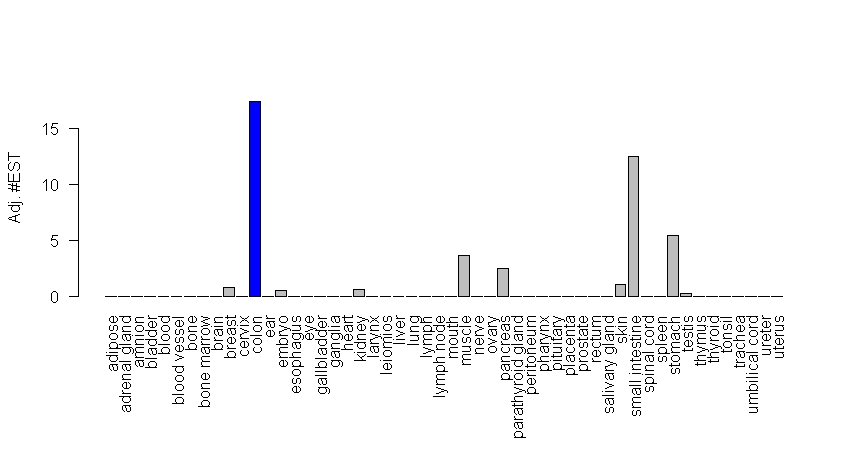 Adj. #EST
15
10
5
0
adipose
adrenal gland
amnion
bladder
blood
blood vessel
bone
bone marrow
brain
breast
cervix
colon
ear
embryo
esophagus
eye
gallbladder
ganglia
heart
kidney
larynx
leiomios
liver
lung
lymph
lymph node
mouth
muscle
nerve
ovary
pancreas
parathyroid gland
peritoneum
pharynx
pituitary
placenta
prostate
rectum
salivary gland
skin
small intestine
spinal cord
spleen
stomach
testis
thymus
thyroid
tonsil
trachea
umbilical cord
ureter
uterus